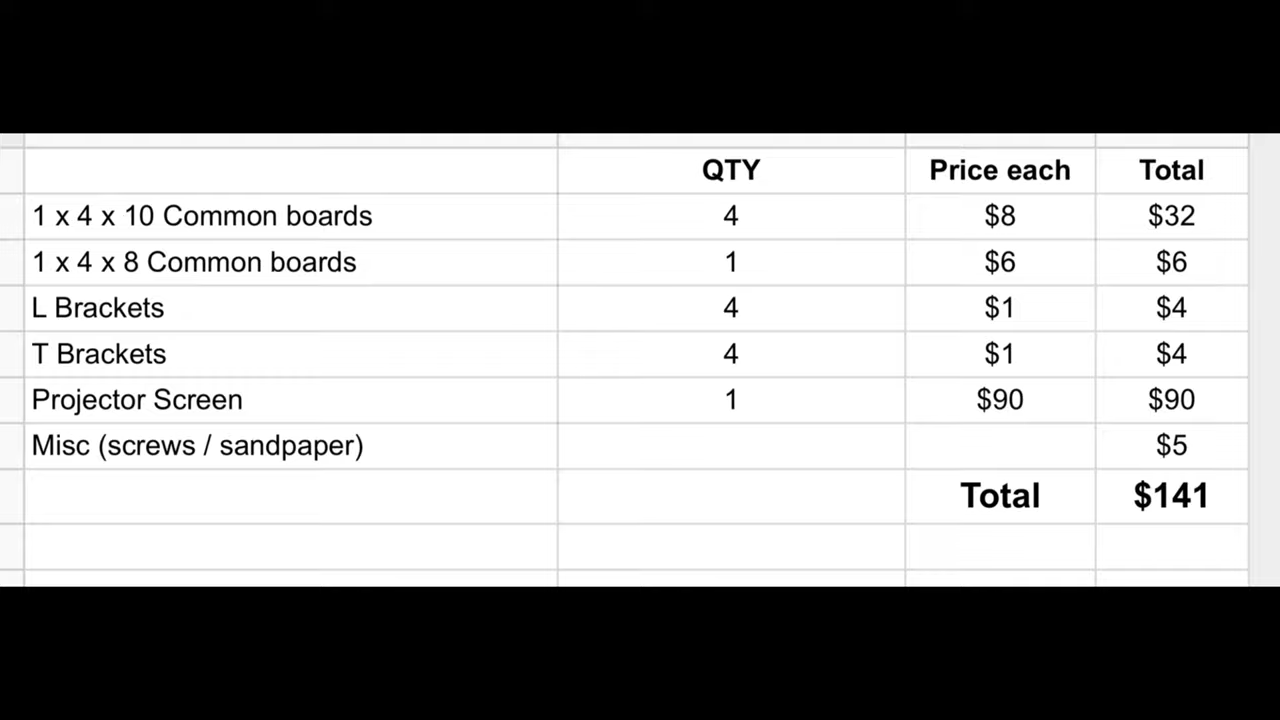 QTY Price each Total
1 x 4 x 10 Common boards 4 $8 $32
1 x 4 x 8 Common boards 1 $6 $6
L Brackets 4 $1 $4
T Brackets 4 $1 $4
Projector Screen 1 $90 $90
Misc (screws / sandpaper) $5
Total $141